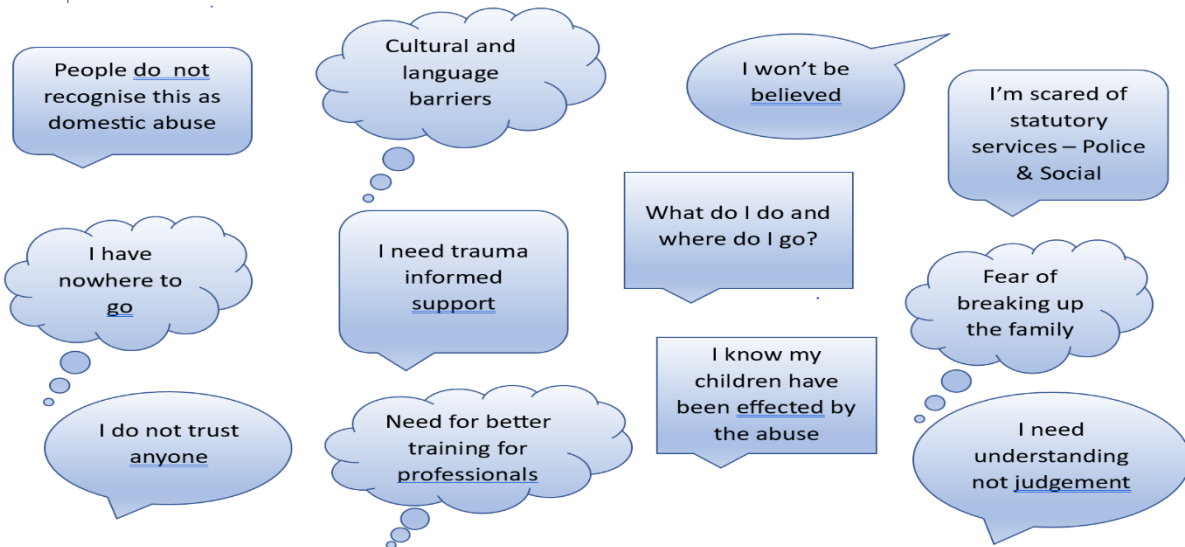 People do not
recognise this as
domestic abuse
Cultural and
language
barriers
I won't be
believed
I'm scared of
statutory
services – Police
& Social
I have
nowhere to
go
I need trauma
informed
support
What do I do and
where do I go?
Fear of
breaking up
the family
I do not trust
anyone
Need for better
training for
professionals
I know my
children have
been effected by
the abuse
I need
understanding
not judgement